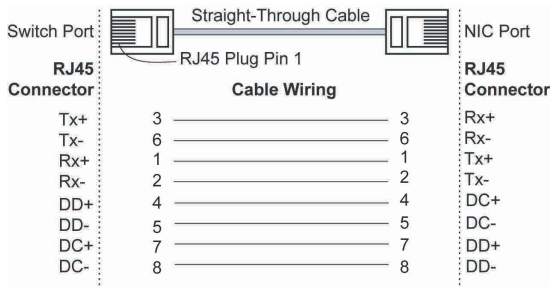 Straight-Through Cable
Switch Port
NIC Port
RJ45 Plug Pin 1
RJ45
Connector
Cable Wiring
RJ45
Connector
Tx+ 3 3 Rx+
Tx- 6 6 Rx-
Rx+ 1 1 Tx+
Rx- 2 2 Tx-
DD+ 4 4 DC+
DD- 5 5 DC-
DC+ 7 7 DD+
DC- 8 8 DD-